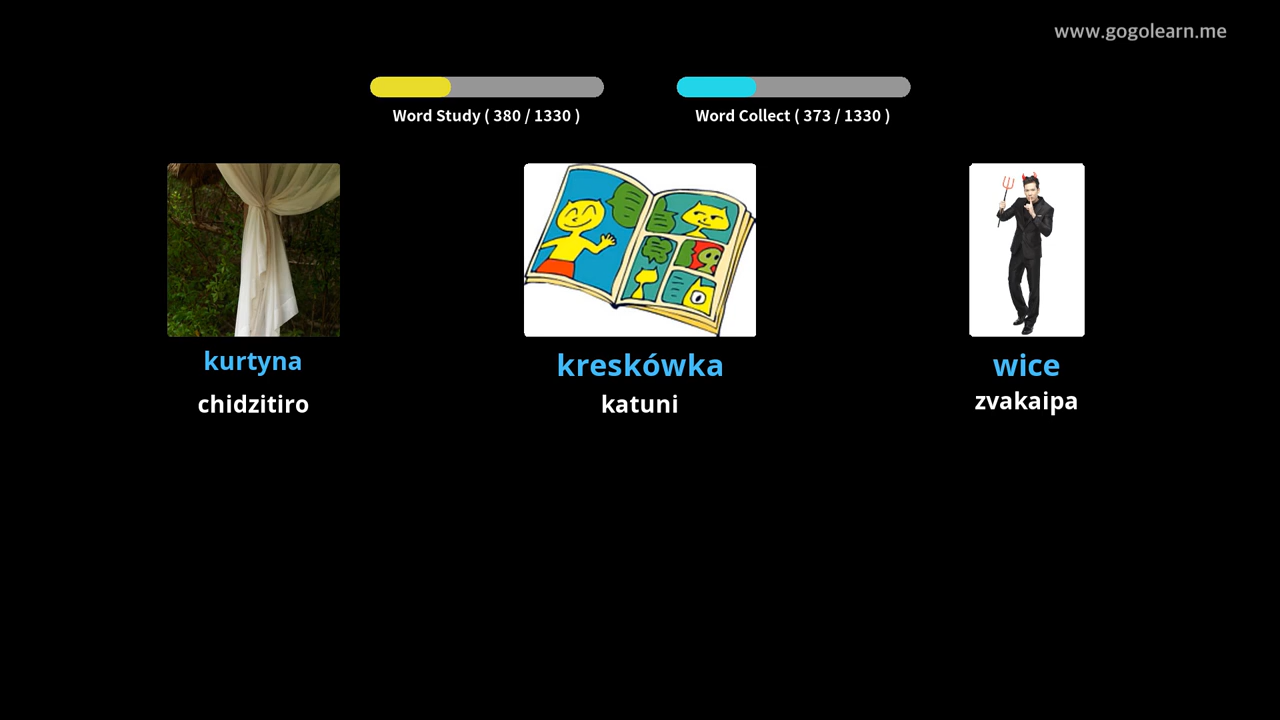 www.gogolearn.me
Word Study ( 380 / 1330 )
Word Collect ( 373 / 1330 )
kurtyna
chidzitiro
kreskówka
katuni
wice
zvakaipa